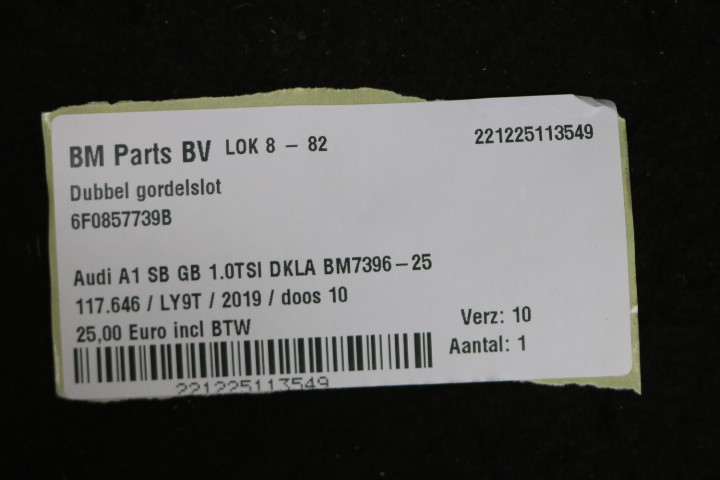 BM Parts BV LOK 8 - 82 221225113549
Dubbel gordelslot
6F0857739B
Audi A1 SB GB 1.0TSI DKLA BM7396-25
117.646 / LY9T / 2019 / doos 10
25,00 Euro incl BTW Verz: 10
Aantal: 1
221225113549